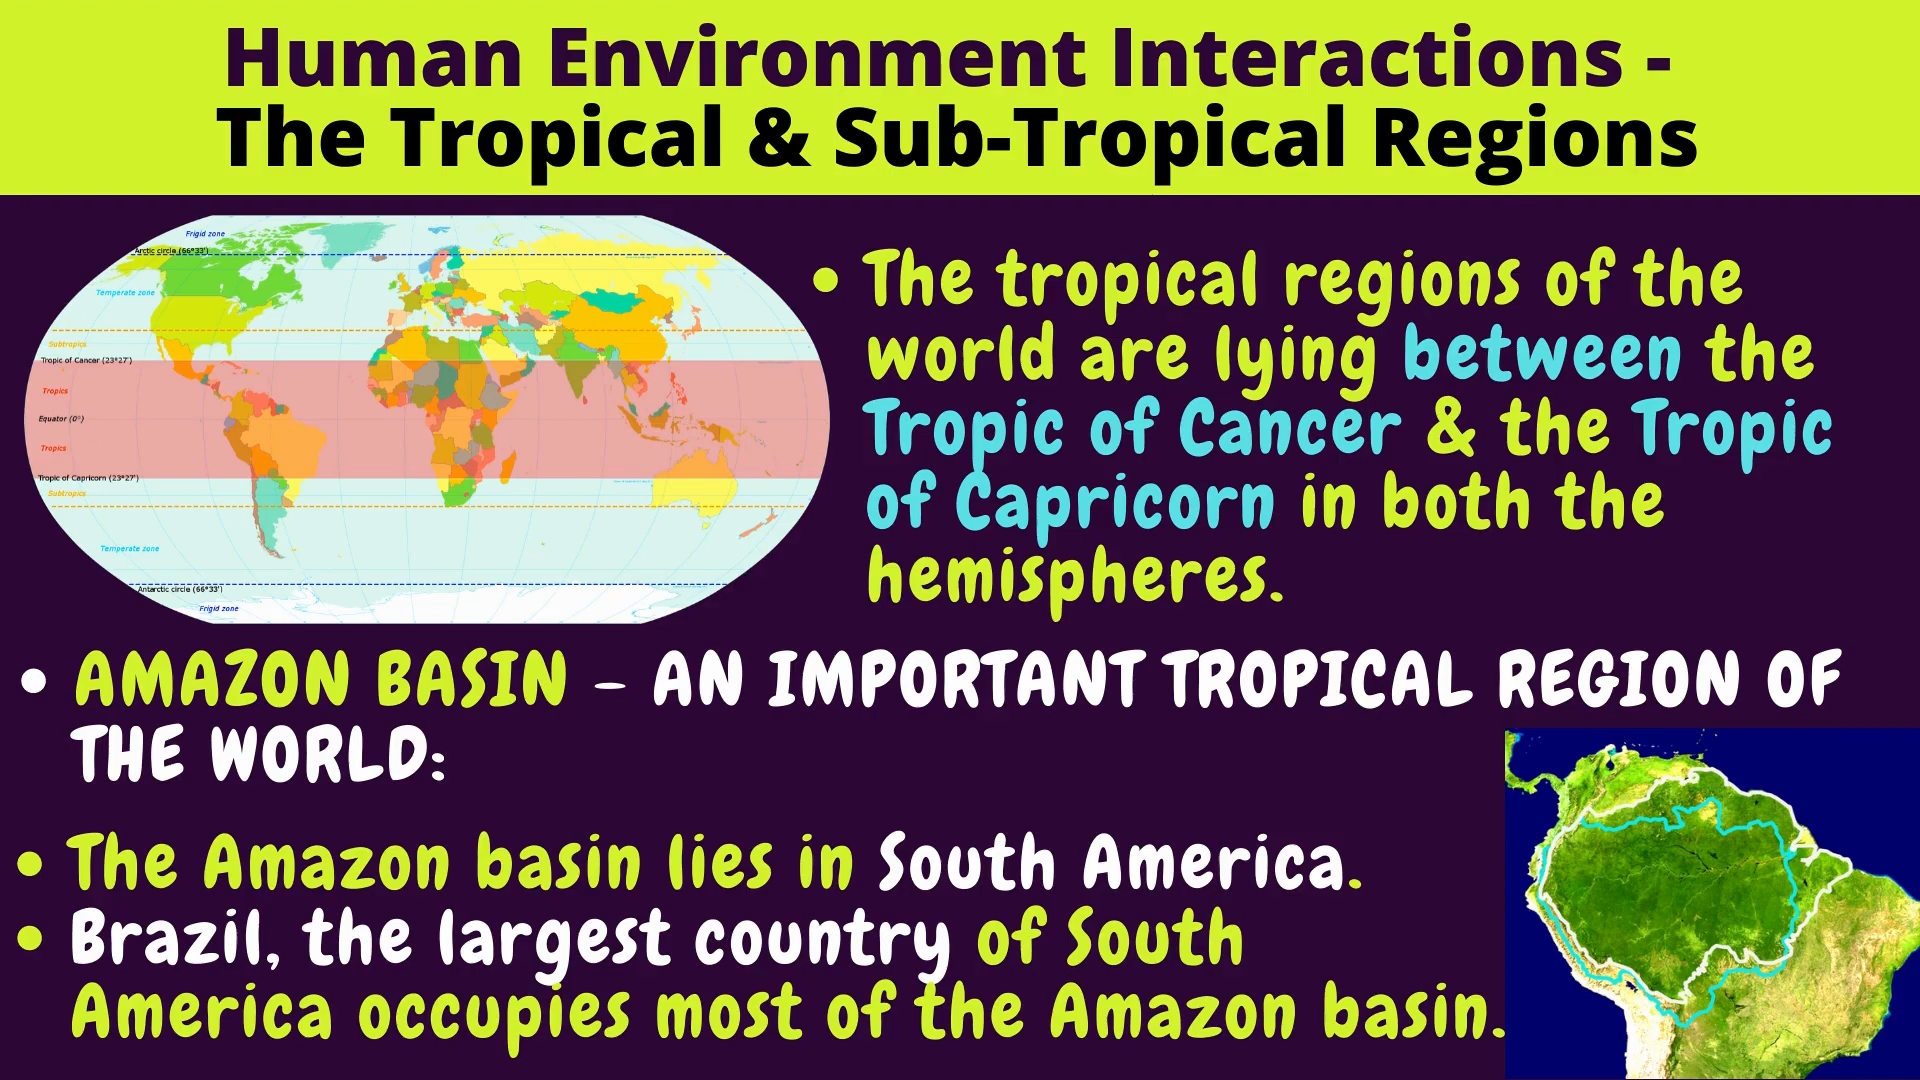 Human Environment Interactions -
The Tropical & Sub-Tropical Regions
Frigid zone
Arctic circle (66°33')
Temperate zone
Subtropics
Tropic of Cancer (23°27')
Tropics
Equator (0°)
Tropics
Tropic of Capricorn (23°27')
Subtropics
Temperate zone
Antarctic circle (66°33')
Frigid zone
• The tropical regions of the
world are lying between the
Tropic of Cancer & the Tropic
of Capricorn in both the
hemispheres.
• AMAZON BASIN – AN IMPORTANT TROPICAL REGION OF
THE WORLD:
• The Amazon basin lies in South America.
• Brazil, the largest country of South
America occupies most of the Amazon basin.